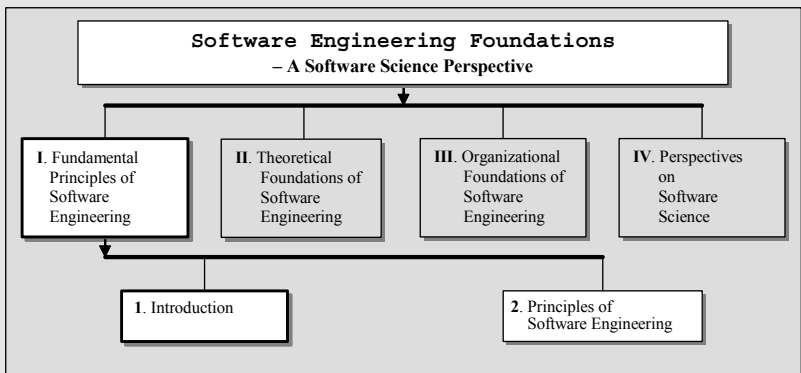 Software Engineering Foundations
– A Software Science Perspective
I. Fundamental
Principles of
Software
Engineering
II. Theoretical
Foundations of
Software
Engineering
III. Organizational
Foundations of
Software
Engineering
IV. Perspectives
on
Software
Science
1. Introduction
2. Principles of
Software Engineering